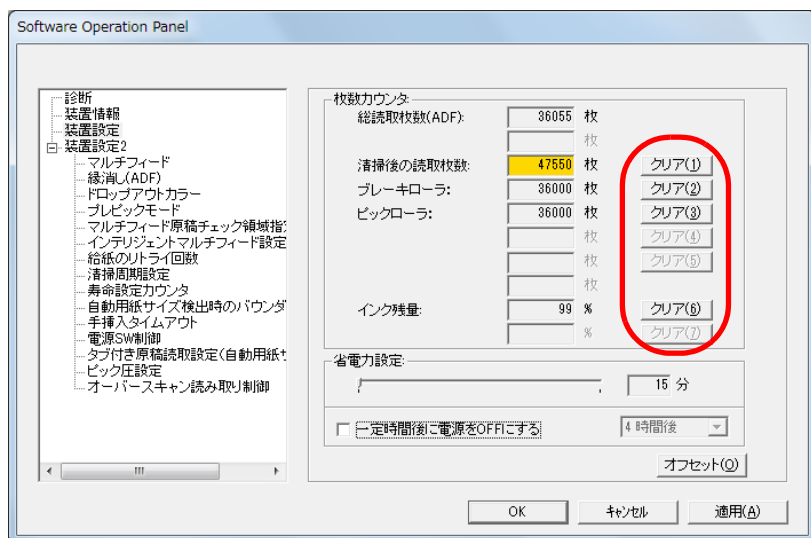 Software Operation Panel
診断
装置情報
装置設定
装置設定2
マルチフィード
縁消し(ADF)
ドロップアウトカラー
プレピックモード
マルチフィード原稿チェック領域指定
インテリジェントマルチフィード設定
給紙のリトライ回数
清掃周期設定
寿命設定カウンタ
自動用紙サイズ検出時のバウンダ
手挿入タイムアウト
電源SW制御
タブ付き原稿読取設定(自動用紙サ
ピック圧設定
オーバースキャン読み取り制御
枚数カウンタ:
総読取枚数(ADF): 36055 枚
枚
清掃後の読取枚数: 47550 枚 クリア(1)
ブレーキローラ: 36000 枚 クリア(2)
ピックローラ: 36000 枚 クリア(3)
枚 クリア(4)
枚 クリア(5)
枚
インク残量: 99 % クリア(6)
% クリア(7)
省電力設定:
15 分
一定時間後に電源をOFFにする 4 時間後
オフセット(O)
OK キャンセル 適用(A)